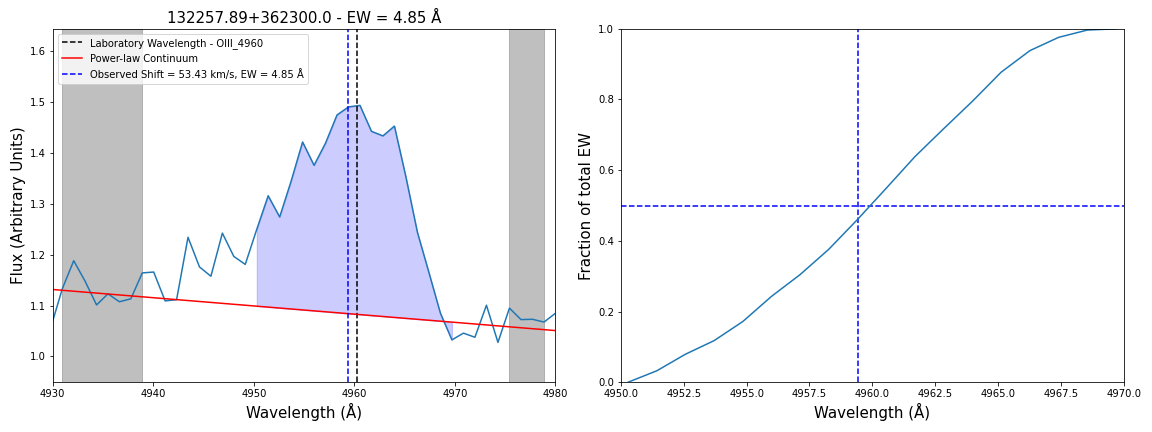 132257.89+362300.0 - EW = 4.85 Å
Laboratory Wavelength - OIII_4960
Power-law Continuum
Observed Shift = 53.43 km/s, EW = 4.85 Å
Flux (Arbitrary Units)
1.6
1.5
1.4
1.3
1.2
1.1
1.0
4930 4940 4950 4960 4970 4980
Wavelength (Å)
Fraction of total EW
1.0
0.8
0.6
0.4
0.2
0.0
4950.0 4952.5 4955.0 4957.5 4960.0 4962.5 4965.0 4967.5 4970.0
Wavelength (Å)